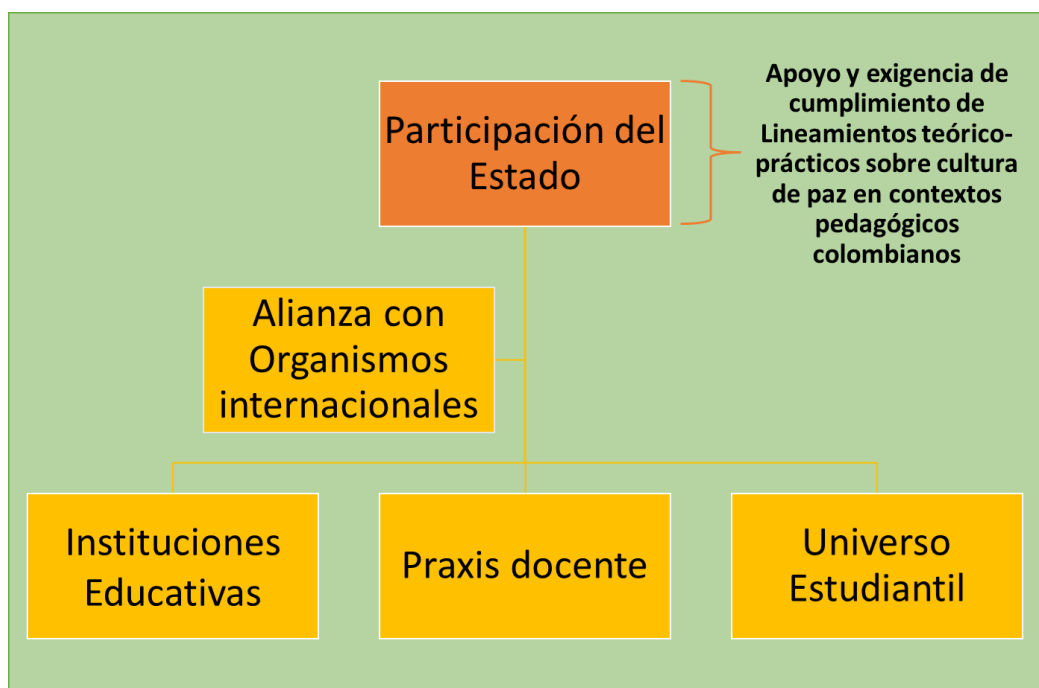 Participación del
Estado
Apoyo y exigencia de
cumplimiento de
Lineamientos teórico-
prácticos sobre cultura
de paz en contextos
pedagógicos
colombianos
Alianza con
Organismos
internacionales
Instituciones
Educativas
Praxis docente
Universo
Estudiantil